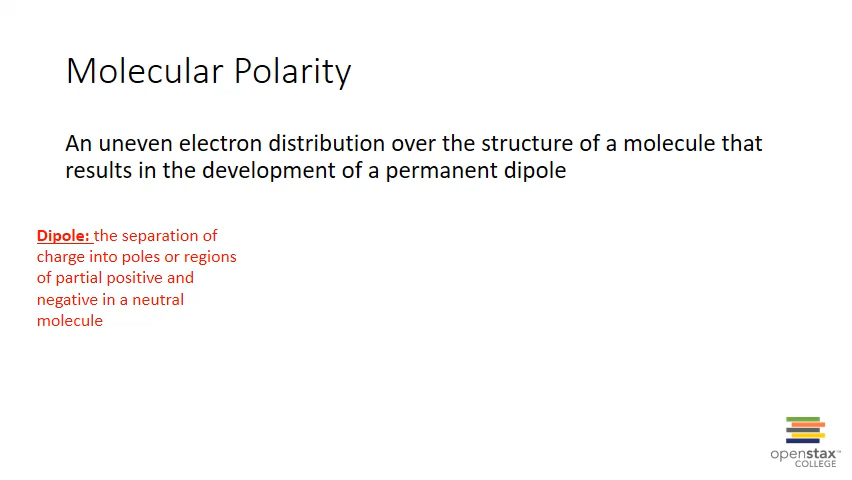 Molecular Polarity
An uneven electron distribution over the structure of a molecule that
results in the development of a permanent dipole
Dipole: the separation of
charge into poles or regions
of partial positive and
negative in a neutral
molecule
openstax™
COLLEGE